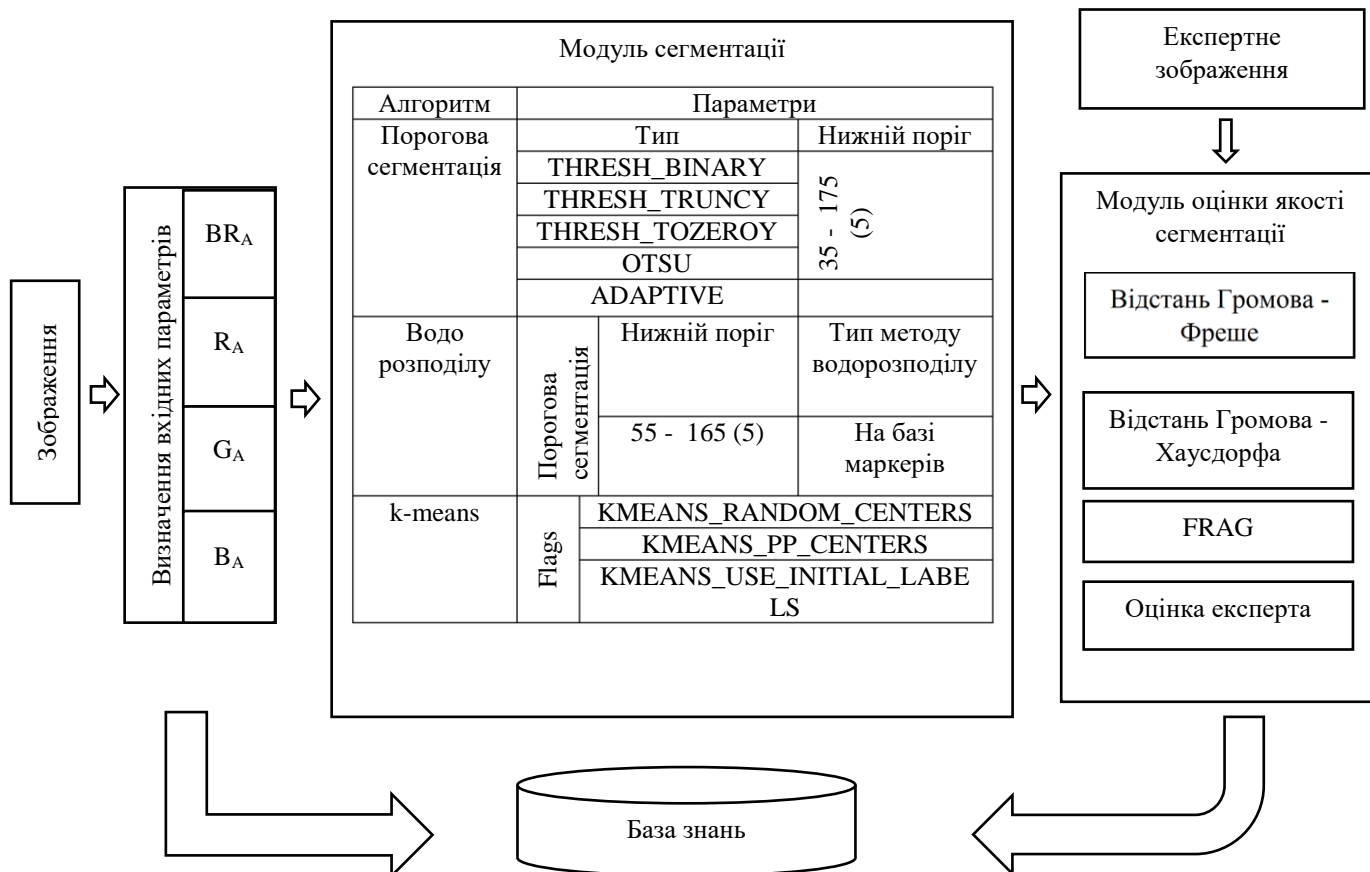 Зображення
Визначення вхідних параметрів
BRA
RA
GA
BA
Модуль сегментації
Алгоритм
Параметри
Порогова
сегментація
Тип
Нижній поріг
THRESH_BINARY
THRESH_TRUNCY
THRESH_TOZEROY
OTSU
35 - 175
(5)
ADAPTIVE
Водо
розподілу
Порогова
сегментація
Нижній поріг
Тип методу
водорозподілу
55 - 165 (5)
На базі
маркерів
k-means
Flags
KMEANS_RANDOM_CENTERS
KMEANS_PP_CENTERS
KMEANS_USE_INITIAL_LABE
LS
Експертне
зображення
Модуль оцінки якості
сегментації
Відстань Громова -
Фреше
Відстань Громова -
Хаусдорфа
FRAG
Оцінка експерта
База знань